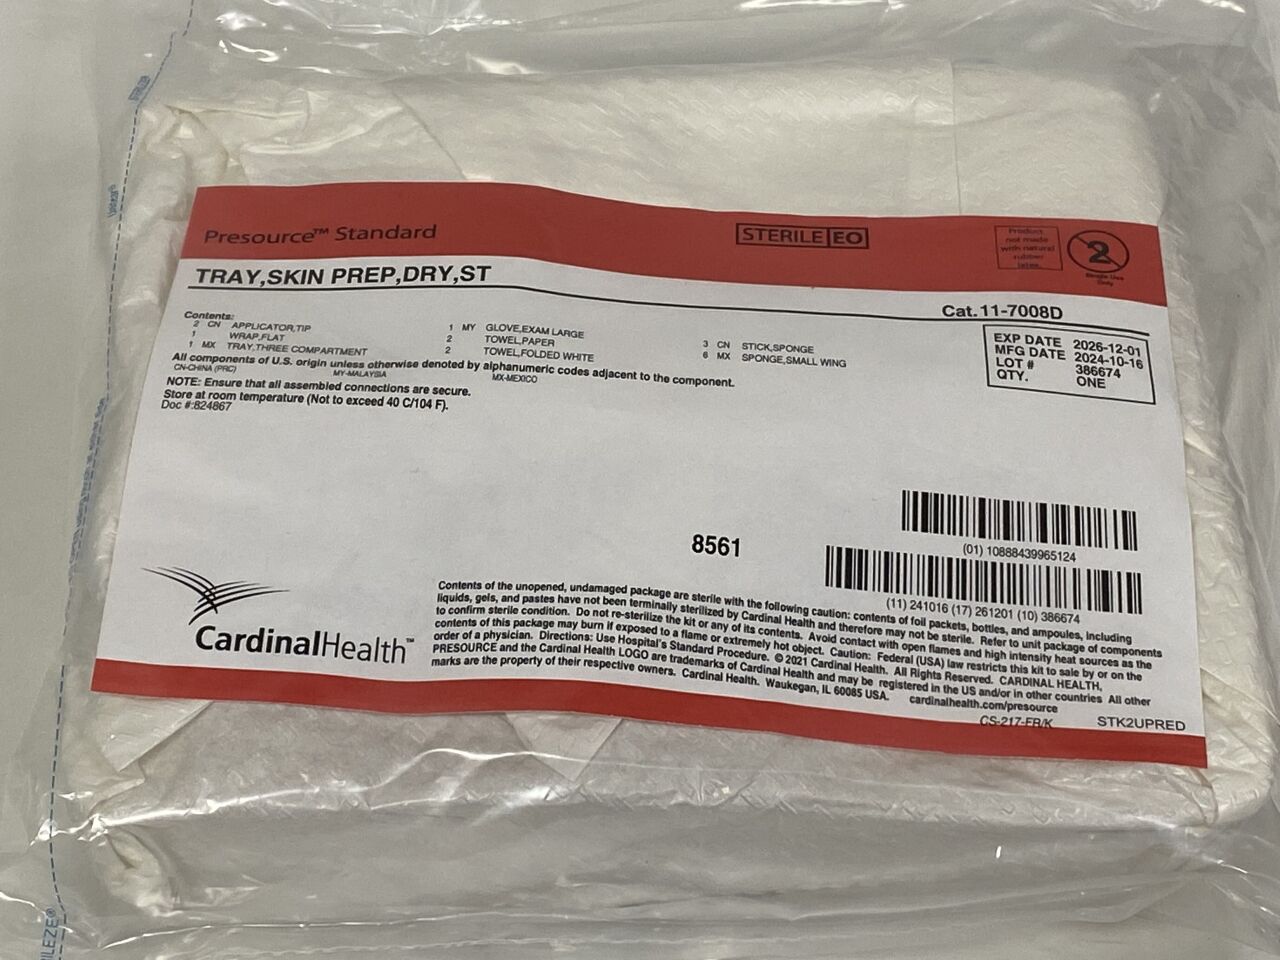 Presource™ Standard
STERILE EO
Product
not made
with natural
rubber
latex.
2
Single Use
Only
TRAY,SKIN PREP,DRY,ST
Cat. 11-7008D
EXP DATE 2026-12-01
MFG DATE 2024-10-16
LOT # 386674
QTY. ONE
Contents:
2 CN APPLICATOR,TIP
1 WRAP,FLAT
1 MX TRAY,THREE COMPARTMENT
1 MY GLOVE,EXAM LARGE
2 TOWEL,PAPER
2 TOWEL,FOLDED WHITE
3 CN STICK,SPONGE
6 MX SPONGE,SMALL WING
All components of U.S. origin unless otherwise denoted by alphanumeric codes adjacent to the component.
CN-CHINA (PRC) MY-MALAYSIA MX-MEXICO
NOTE: Ensure that all assembled connections are secure.
Store at room temperature (Not to exceed 40 C/104 F).
Doc #:824867
(01) 10888439965124
8561
(11) 241016 (17) 261201 (10) 386674
CardinalHealth™
Contents of the unopened, undamaged package are sterile with the following caution: contents of foil packets, bottles, and ampoules, including
liquids, gels, and pastes have not been terminally sterilized by Cardinal Health and therefore may not be sterile. Refer to unit package of components
to confirm sterile condition. Do not re-sterilize the kit or any of its contents. Avoid contact with open flames and high intensity heat sources as the
contents of this package may burn if exposed to a flame or extremely hot object. Caution: Federal (USA) law restricts this kit to sale by or on the
order of a physician. Directions: Use Hospital's Standard Procedure. © 2021 Cardinal Health. All Rights Reserved. CARDINAL HEALTH,
PRESOURCE and the Cardinal Health LOGO are trademarks of Cardinal Health and may be registered in the US and/or in other countries All other
marks are the property of their respective owners. Cardinal Health. Waukegan, IL 60085 USA. cardinalhealth.com/presource
CS-217-FR/K STK2UPRED